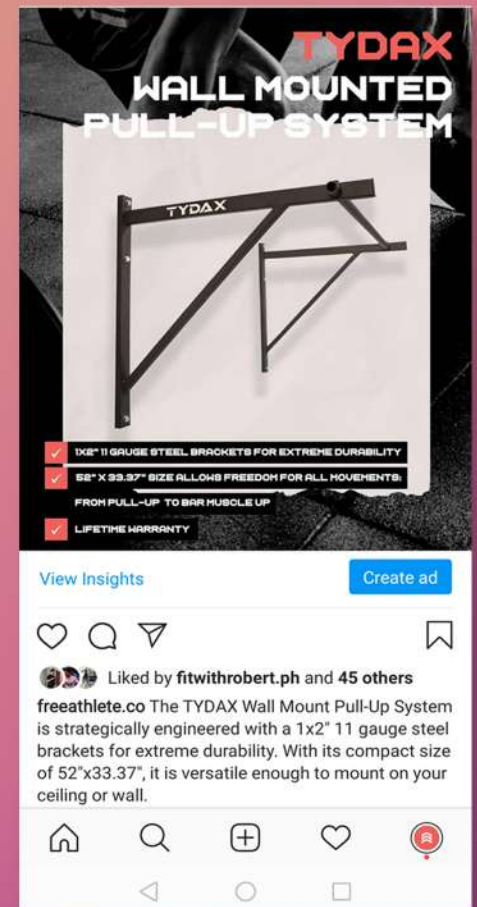 TYDAX
WALL MOUNTED
PULL-UP SYSTEM
TYDAX
1X2" 11 GAUGE STEEL BRACKETS FOR EXTREME DURABILITY
52" X 33.37" SIZE ALLOWS FREEDOM FOR ALL MOVEMENTS:
FROM PULL-UP TO BAR MUSCLE UP
LIFETIME WARRANTY
View Insights
Create ad
Liked by fitwithrobert.ph and 45 others
freeathlete.co The TYDAX Wall Mount Pull-Up System
is strategically engineered with a 1x2" 11 gauge steel
brackets for extreme durability. With its compact size
of 52"x33.37", it is versatile enough to mount on your
ceiling or wall.